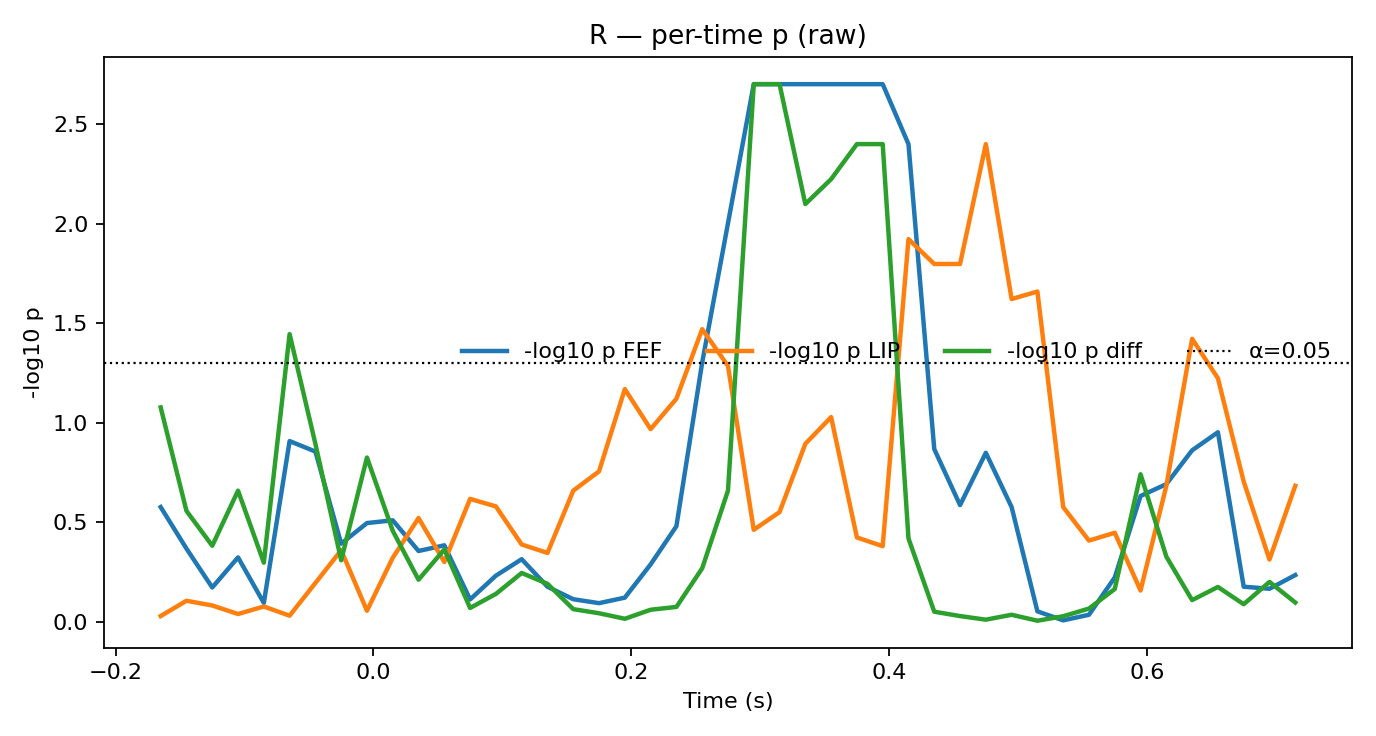 R — per-time p (raw)
-log10 p
2.5
2.0
1.5
1.0
0.5
0.0
-log10 p FEF -log10 p LIP -log10 p diff α=0.05
−0.2 0.0 0.2 0.4 0.6
Time (s)